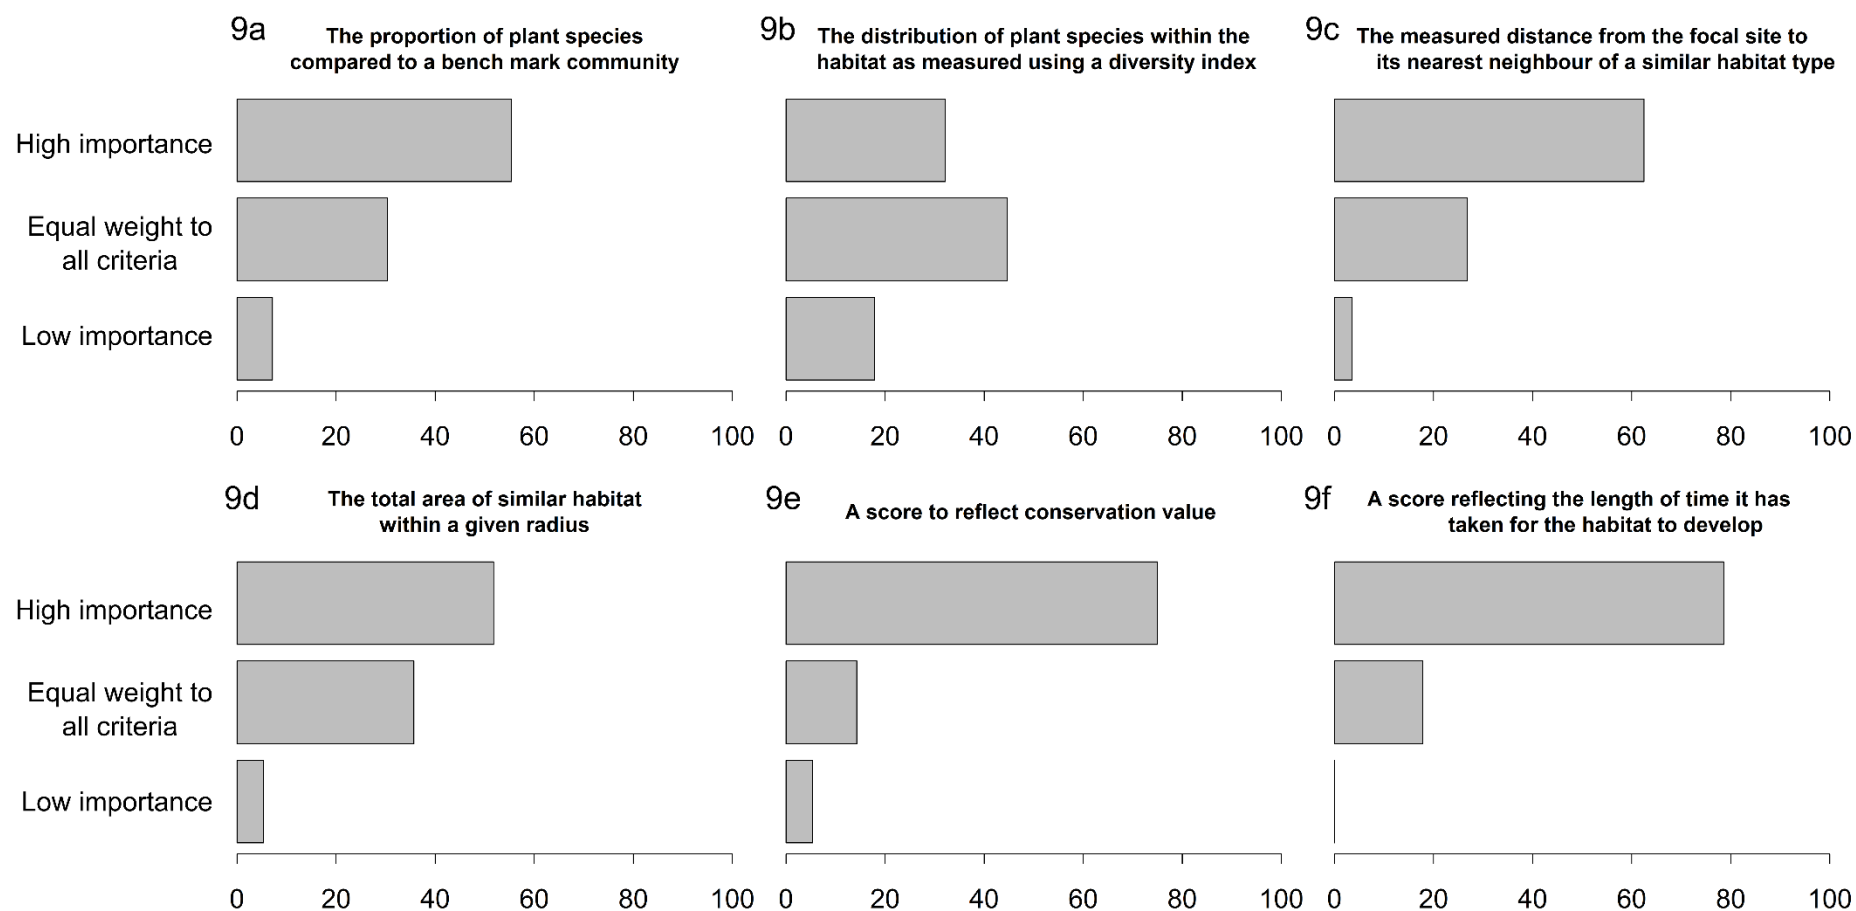 9a
The proportion of plant species
compared to a bench mark community
9b
The distribution of plant species within the
habitat as measured using a diversity index
9c
The measured distance from the focal site to
its nearest neighbour of a similar habitat type
High importance
Equal weight to
all criteria
Low importance
0 20 40 60 80 100
0 20 40 60 80 100
0 20 40 60 80 100
9d
The total area of similar habitat
within a given radius
9e
A score to reflect conservation value
9f
A score reflecting the length of time it has
taken for the habitat to develop
High importance
Equal weight to
all criteria
Low importance
0 20 40 60 80 100
0 20 40 60 80 100
0 20 40 60 80 100